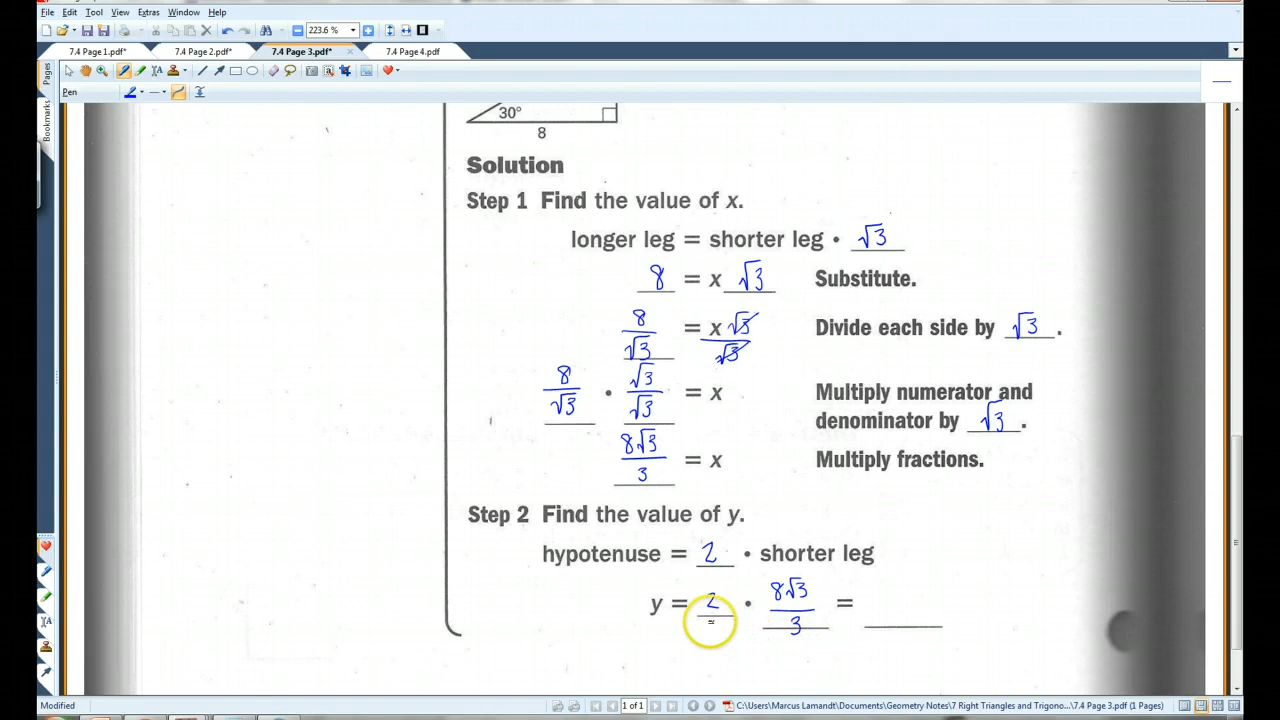 File Edit Tool View Extras Window Help
223.6 %
7.4 Page 1.pdf* 7.4 Page 2.pdf* 7.4 Page 3.pdf* 7.4 Page 4.pdf
Pen
Pages
Bookmarks
30°
8
Solution
Step 1 Find the value of x.
longer leg = shorter leg • √3
8 = x √3 Substitute.
8/√3 = x √3/√3 Divide each side by √3.
8/√3 • √3/√3 = x Multiply numerator and
denominator by √3.
8√3/3 = x Multiply fractions.
Step 2 Find the value of y.
hypotenuse = 2 • shorter leg
y = 2 • 8√3/3 =
Modified 1 of 1 C:\Users\Marcus Lamandt\Documents\Geometry Notes\7 Right Triangles and Trigono...\7.4 Page 3.pdf (1 Pages)